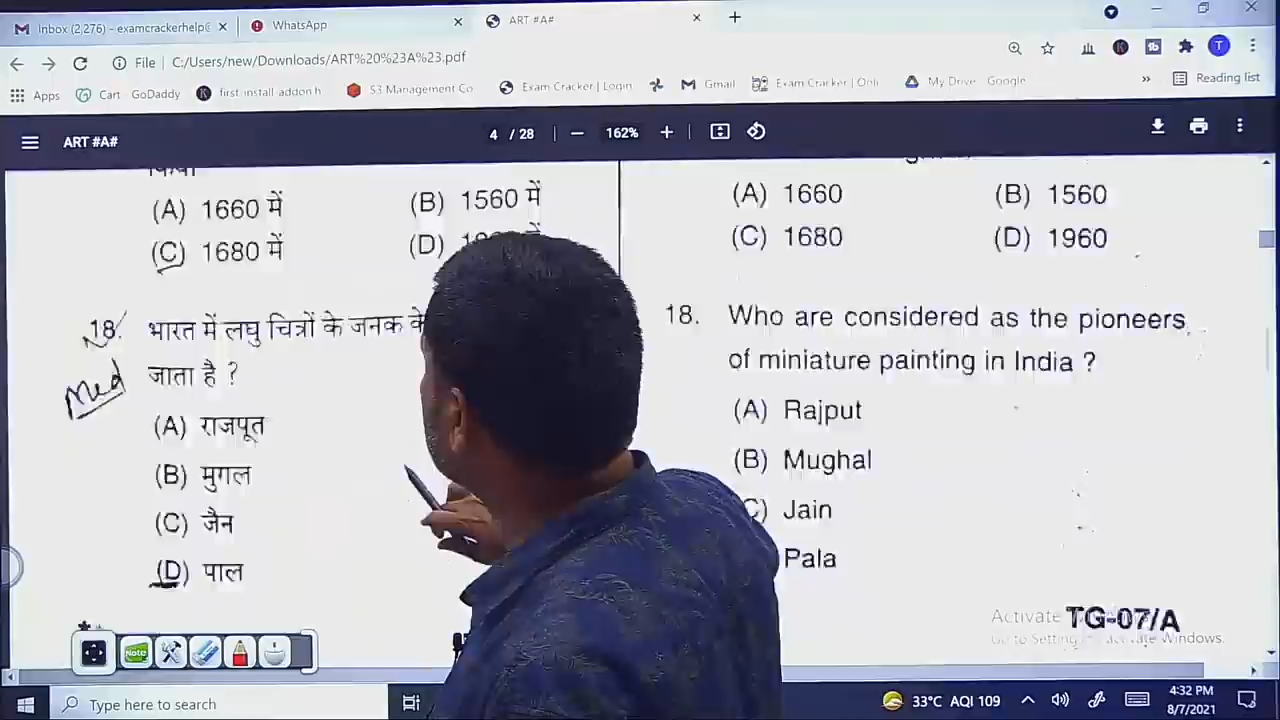 Inbox (2,276) - examcrackerhelp@
WhatsApp
ART #A#
File | C:/Users/new/Downloads/ART%20%23A%23.pdf
Apps
Cart
GoDaddy
first install addon h
S3 Management Co
Exam Cracker | Login
Gmail
Exam Cracker | Onli
My Drive
Google
Reading list
ART #A#
4 / 28
162%
(A) 1660 में
(B) 1560 में
(C) 1680 में
(D)
18. भारत में लघु चित्रों के जनक के
जाता है ?
Med
(A) राजपूत
(B) मुगल
(C) जैन
(D) पाल
(A) 1660
(B) 1560
(C) 1680
(D) 1960
18. Who are considered as the pioneers
of miniature painting in India ?
(A) Rajput
(B) Mughal
C) Jain
Pala
TG-07/A
Activate
Note
Type here to search
33°C AQI 109
4:32 PM
8/7/2021